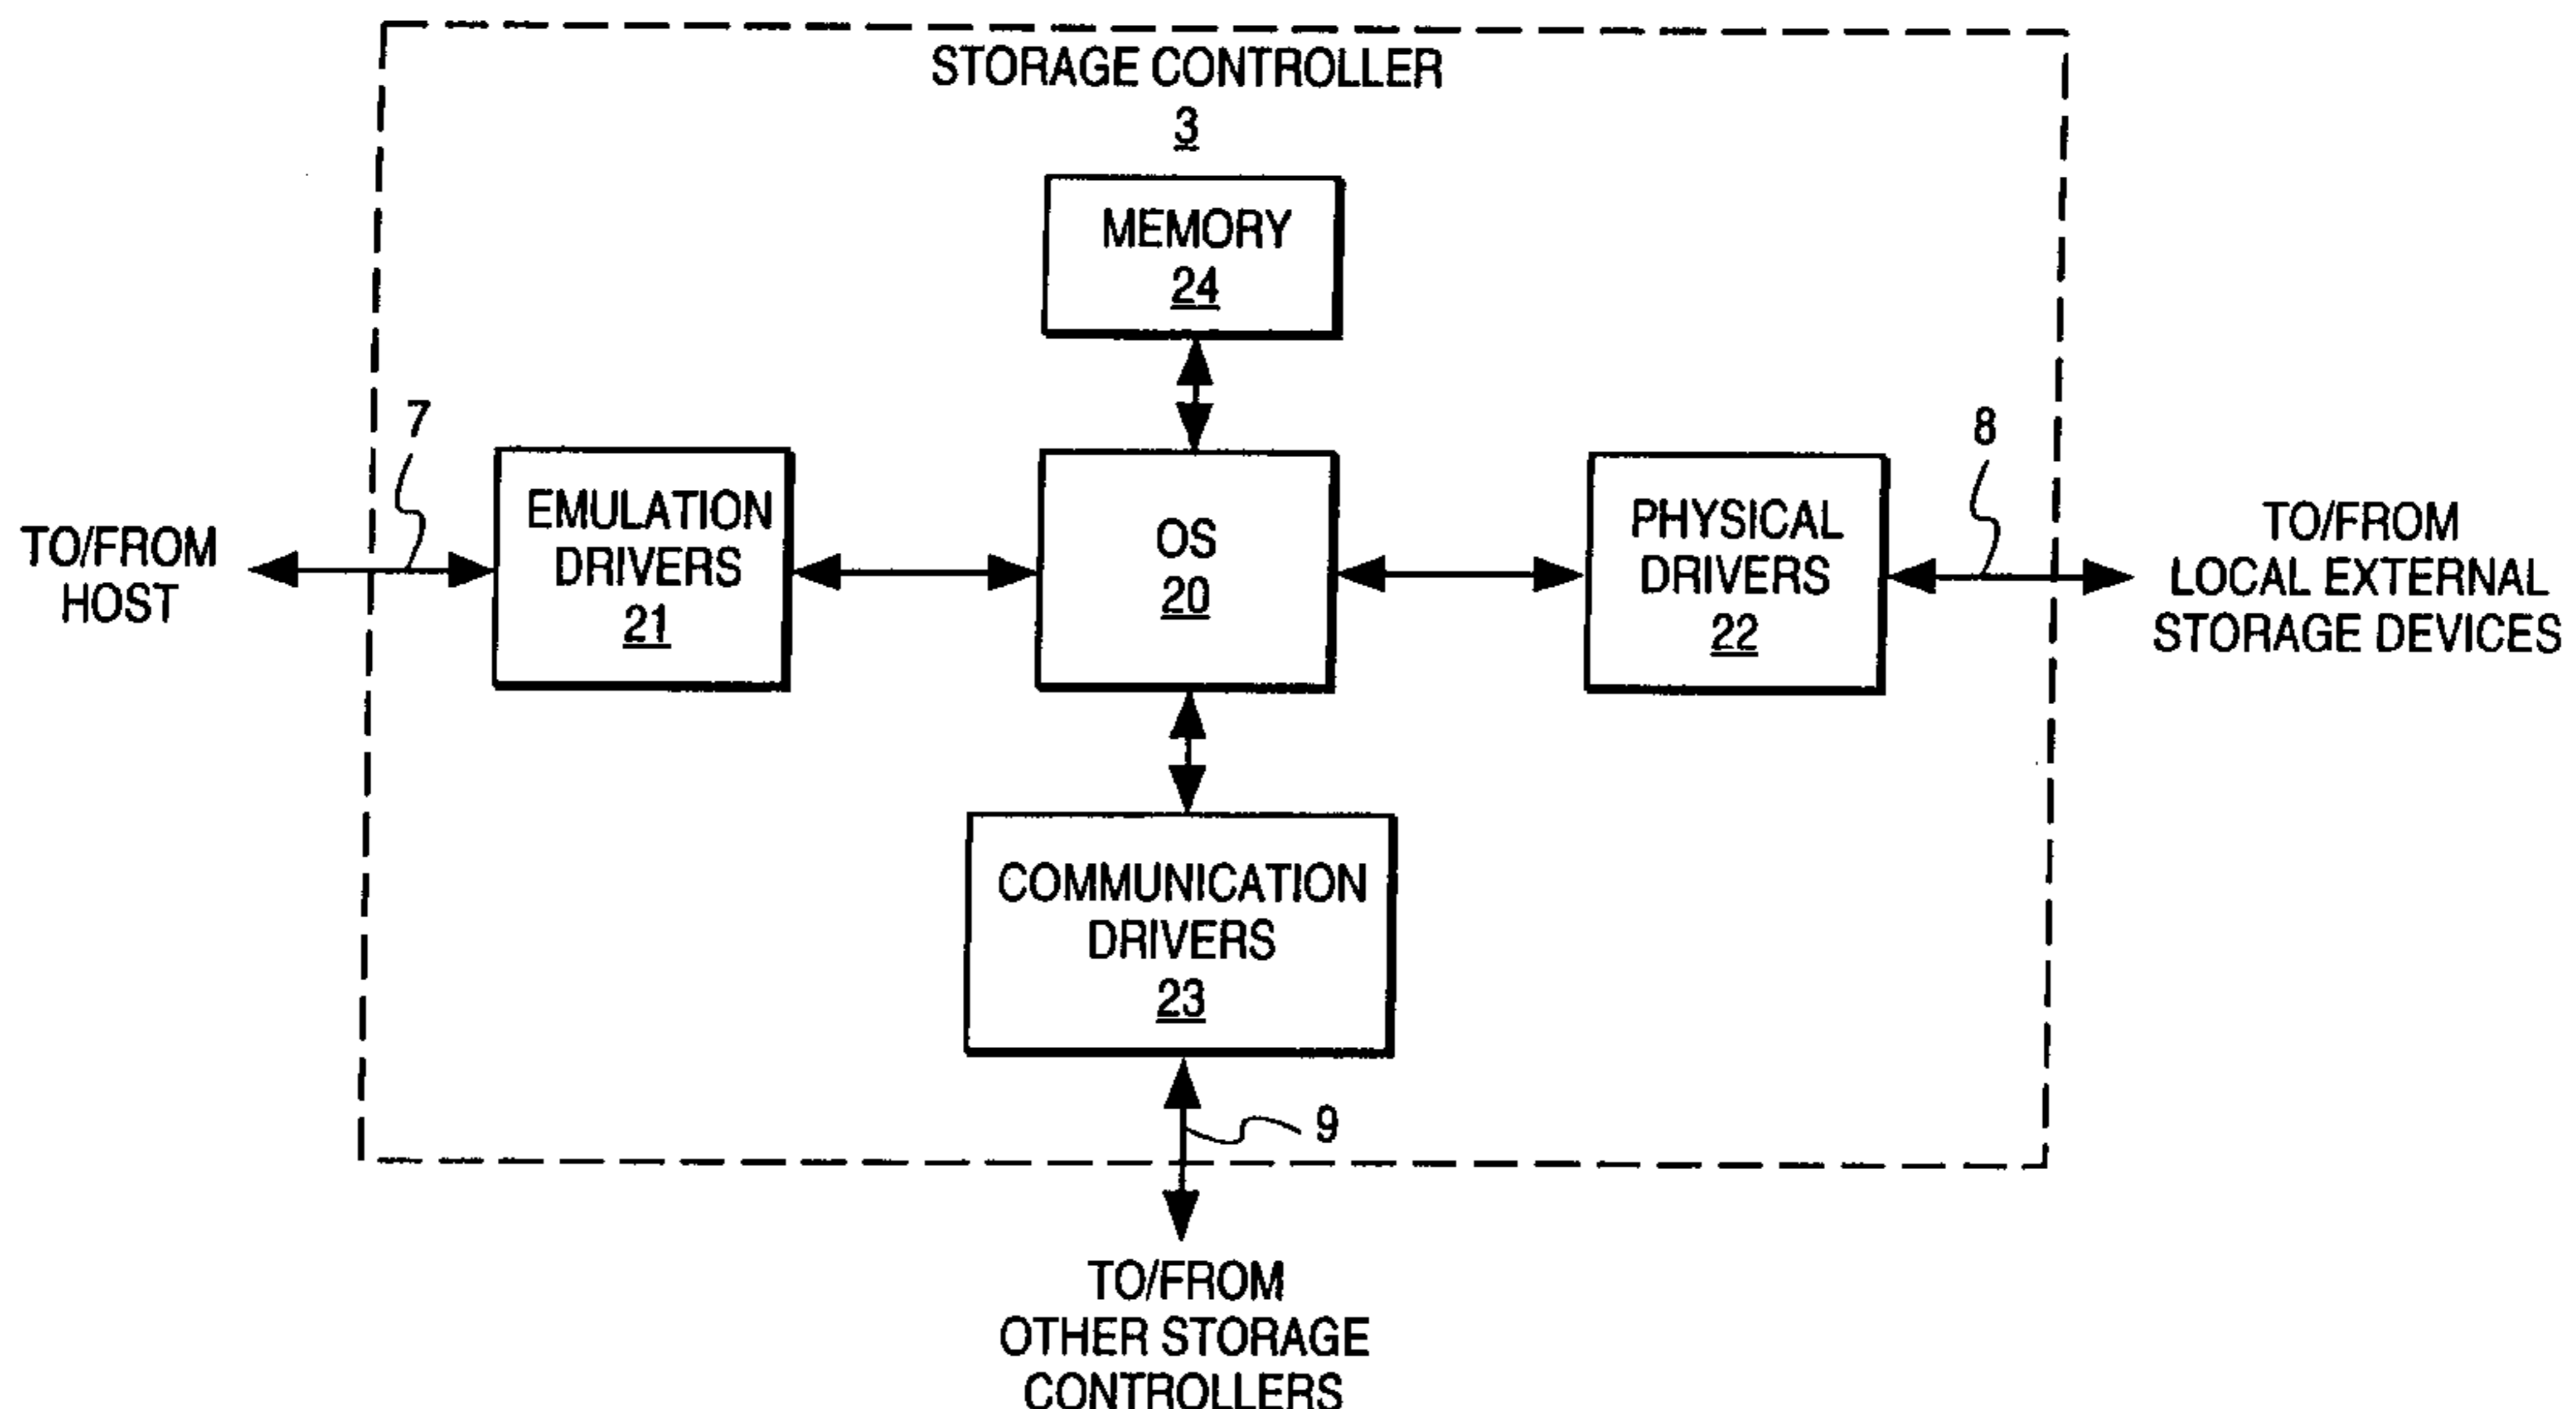 STORAGE CONTROLLER
3
MEMORY
24
7
EMULATION
DRIVERS
21
OS
20
PHYSICAL
DRIVERS
22
8
TO/FROM
HOST
TO/FROM
LOCAL EXTERNAL
STORAGE DEVICES
COMMUNICATION
DRIVERS
23
9
TO/FROM
OTHER STORAGE
CONTROLLERS